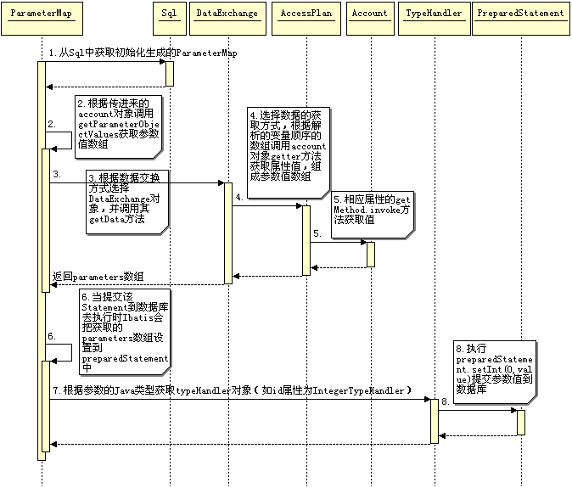 ParameterMap
Sql
DataExchange
AccessPlan
Account
TypeHandler
PreparedStatement
1.从Sql中获取初始化生成的ParameterMap
2.根据传进来的
account对象调用
getParameterObj
ectValues获取参数
值数组
2.
3.
3.根据数据交换
方式选择
DataExchange对
象,并调用其
getData方法
4.选择数据的获
取方式,根据解
析的变量顺序的
数组调用account
对象getter方法
获取属性值,组
成参数值数组
4.
5.相应属性的get
Method.invoke方
法获取值
5.
返回parameters数组
6.当提交该
Statement到数据库
去执行时Ibatis会
把获取的
parameters数组设
置到
preparedStatement
中
6.
7.根据参数的Java类型获取typeHandler对象(如id属性为IntegerTypeHandler)
8.执行
preparedStateme
nt.setInt(0,va
lue)提交参数值到
数据库
8.